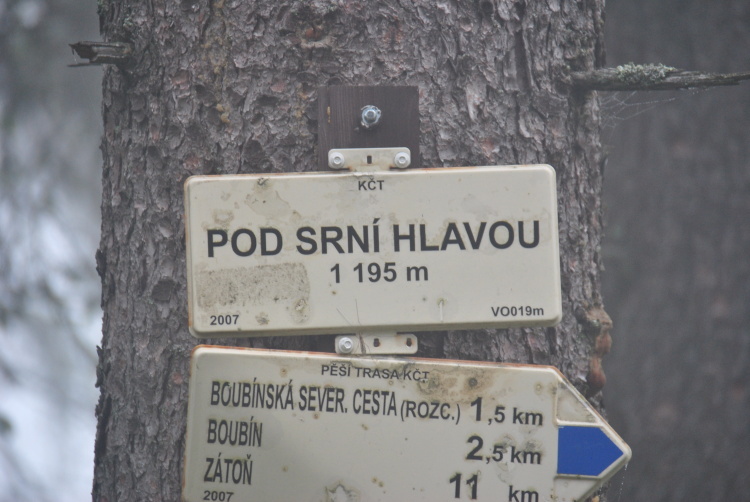 KČT
POD SRNÍ HLAVOU
1 195 m
2007 VO019m
PĚŠÍ TRASA KČT
BOUBÍNSKÁ SEVER. CESTA (ROZC.) 1,5 km
BOUBÍN 2,5 km
ZÁTOŇ 11 km
2007